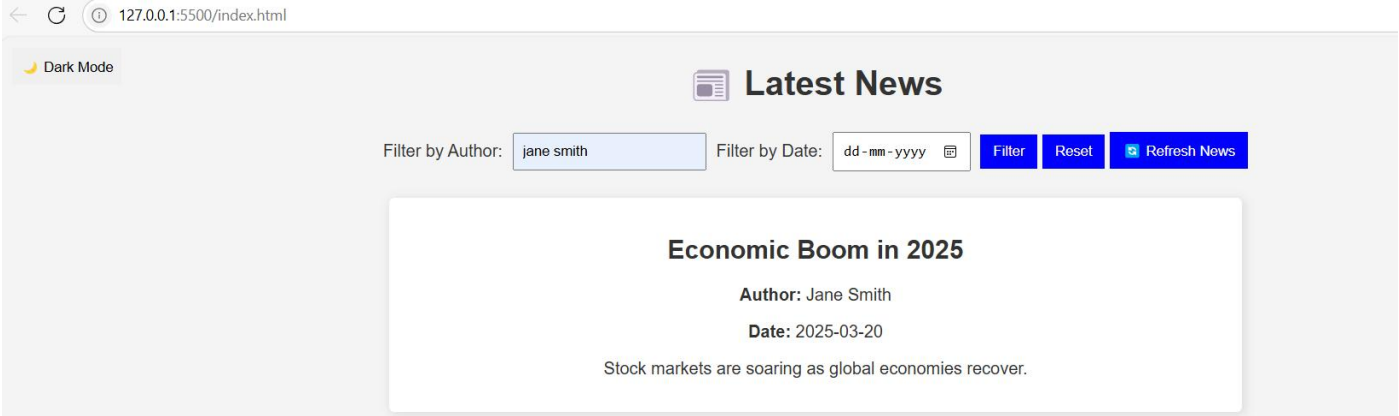 127.0.0.1:5500/index.html
🌙 Dark Mode
📰 Latest News
Filter by Author: jane smith Filter by Date: dd-mm-yyyy Filter Reset 🔄 Refresh News
Economic Boom in 2025
Author: Jane Smith
Date: 2025-03-20
Stock markets are soaring as global economies recover.